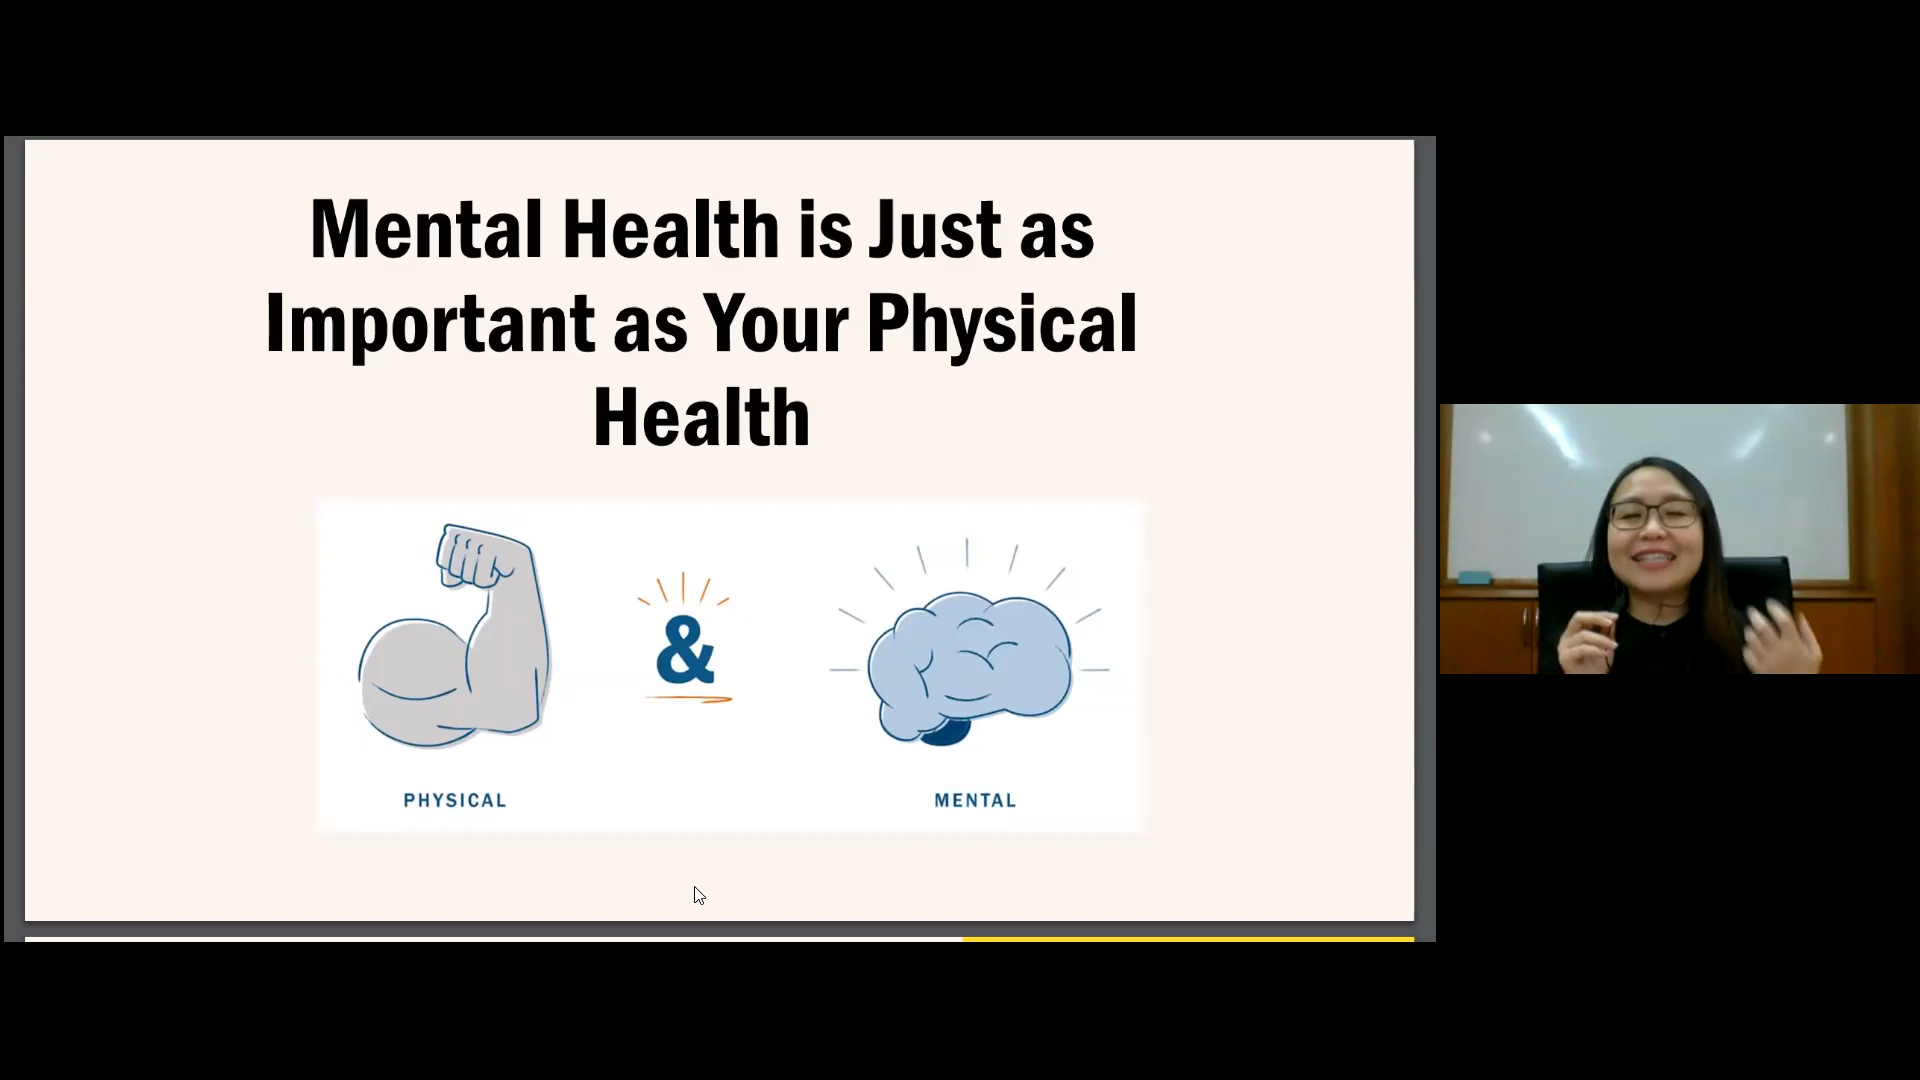 Mental Health is Just as
Important as Your Physical
Health
&
PHYSICAL
MENTAL